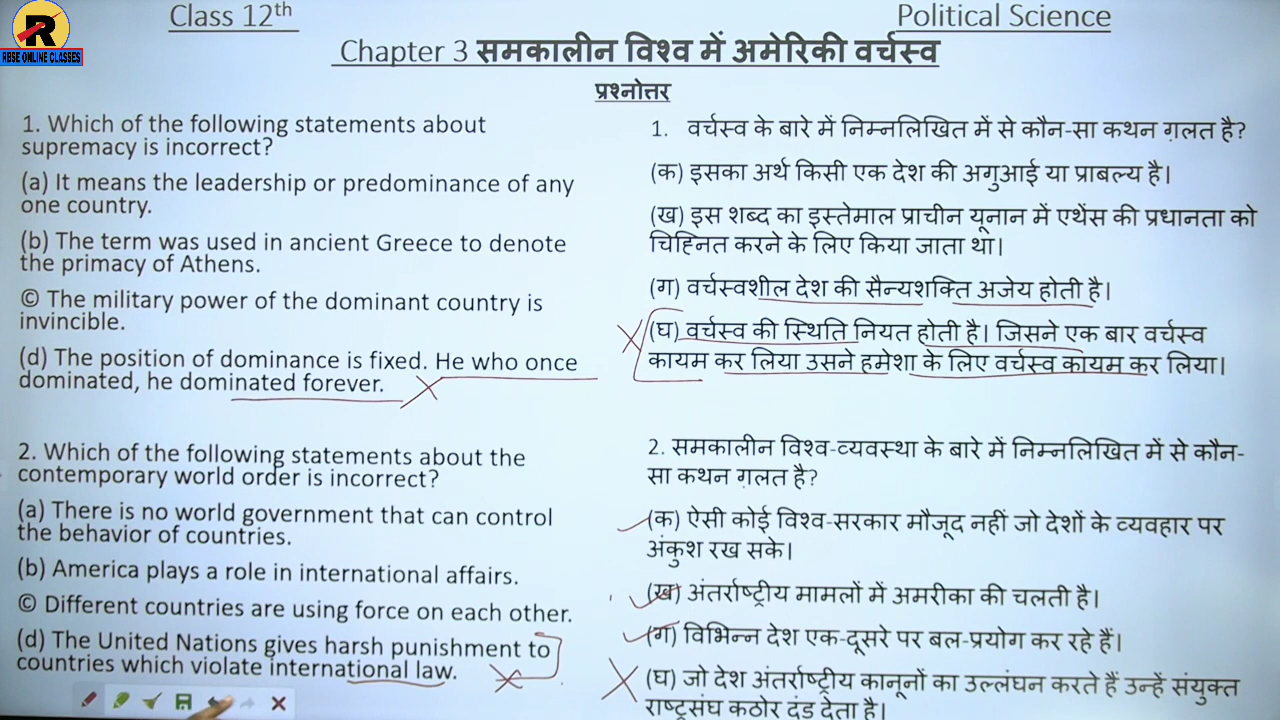 R
RBSE ONLINE CLASSES
Class 12th
Political Science
Chapter 3 समकालीन विश्व में अमेरिकी वर्चस्व
प्रश्नोत्तर
1. Which of the following statements about
supremacy is incorrect?
(a) It means the leadership or predominance of any
one country.
(b) The term was used in ancient Greece to denote
the primacy of Athens.
© The military power of the dominant country is
invincible.
(d) The position of dominance is fixed. He who once
dominated, he dominated forever.
2. Which of the following statements about the
contemporary world order is incorrect?
(a) There is no world government that can control
the behavior of countries.
(b) America plays a role in international affairs.
© Different countries are using force on each other.
(d) The United Nations gives harsh punishment to
countries which violate international law.
1. वर्चस्व के बारे में निम्नलिखित में से कौन-सा कथन ग़लत है?
(क) इसका अर्थ किसी एक देश की अगुआई या प्राबल्य है।
(ख) इस शब्द का इस्तेमाल प्राचीन यूनान में एथेंस की प्रधानता को
चिह्नित करने के लिए किया जाता था।
(ग) वर्चस्वशील देश की सैन्यशक्ति अजेय होती है।
(घ) वर्चस्व की स्थिति नियत होती है। जिसने एक बार वर्चस्व
कायम कर लिया उसने हमेशा के लिए वर्चस्व कायम कर लिया।
2. समकालीन विश्व-व्यवस्था के बारे में निम्नलिखित में से कौन-
सा कथन ग़लत है?
(क) ऐसी कोई विश्व-सरकार मौजूद नहीं जो देशों के व्यवहार पर
अंकुश रख सके।
(ख) अंतर्राष्ट्रीय मामलों में अमरीका की चलती है।
(ग) विभिन्न देश एक-दूसरे पर बल-प्रयोग कर रहे हैं।
(घ) जो देश अंतर्राष्ट्रीय कानूनों का उल्लंघन करते हैं उन्हें संयुक्त
राष्ट्रसंघ कठोर दंड देता है।